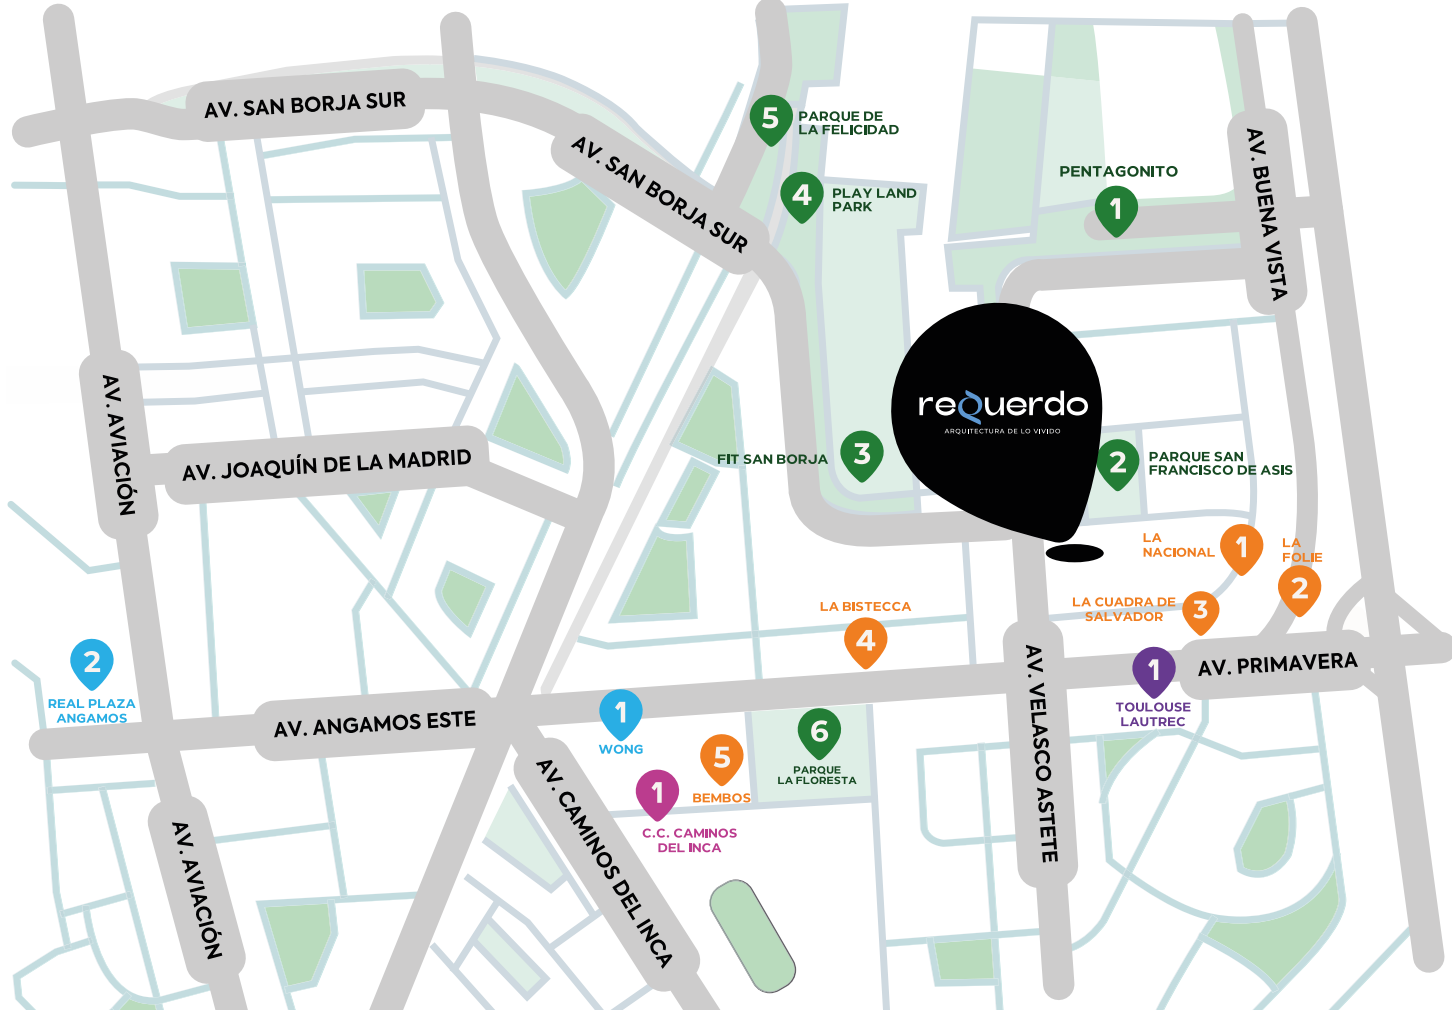 AV. SAN BORJA SUR
AV. SAN BORJA SUR
5
PARQUE DE
LA FELICIDAD
4
PLAY LAND
PARK
PENTAGONITO
1
AV. BUENA VISTA
AV. AVIACIÓN
AV. JOAQUÍN DE LA MADRID
FIT SAN BORJA
3
requerdo
ARQUITECTURA DE LO VIVIDO
2
PARQUE SAN
FRANCISCO DE ASIS
LA
NACIONAL
1
LA
FOLIE
2
LA CUADRA DE
SALVADOR
3
LA BISTECCA
4
2
REAL PLAZA
ANGAMOS
AV. ANGAMOS ESTE
1
WONG
5
BEMBOS
1
C.C. CAMINOS
DEL INCA
6
PARQUE
LA FLORESTA
AV. VELASCO ASTETE
1
TOULOUSE
LAUTREC
AV. PRIMAVERA
AV. CAMINOS DEL INCA
AV. AVIACIÓN